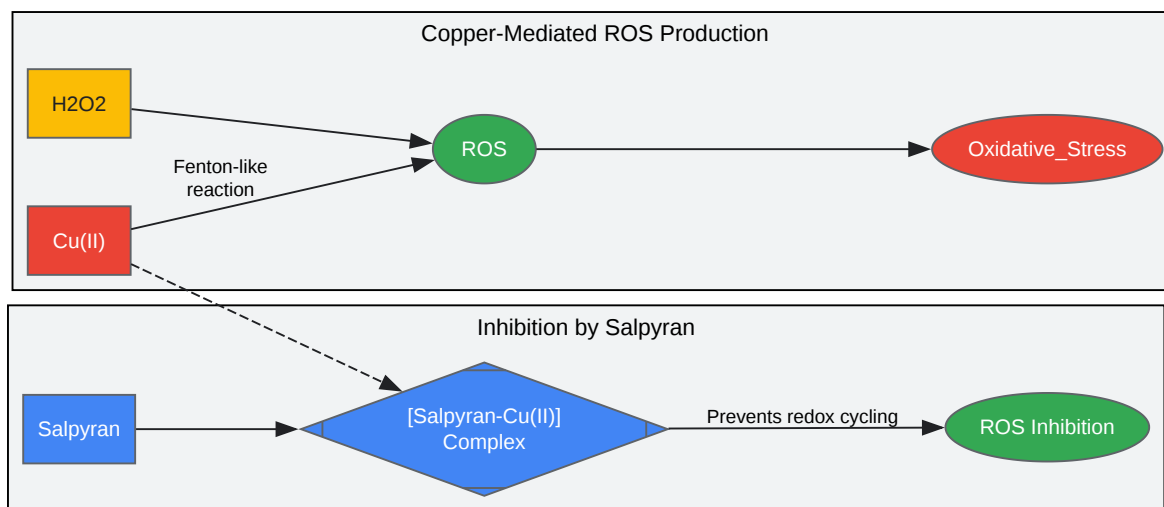 Copper-Mediated ROS Production
H2O2
ROS
Oxidative_Stress
Fenton-like
reaction
Cu(II)
Inhibition by Salpyran
Salpyran
[Salpyran-Cu(II)]
Complex
Prevents redox cycling
ROS Inhibition